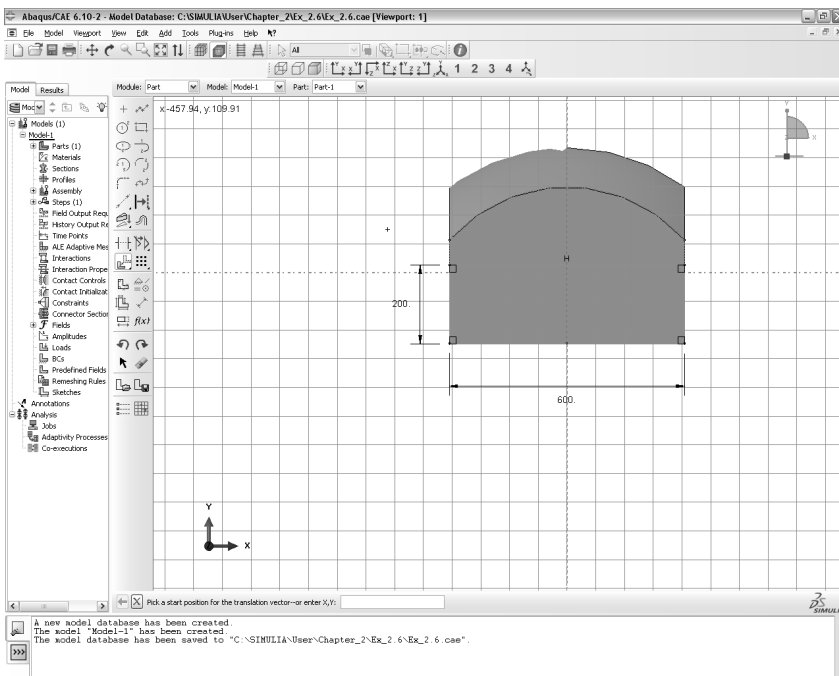 Abaqus/CAE 6.10-2 - Model Database: C:\SIMULIA\User\Chapter_2\Ex_2.6\Ex_2.6.cae [Viewport: 1]
File Model Viewport View Edit Add Tools Plug-ins Help
All
1 2 3 4
Model Results
Module: Part Model: Model-1 Part: Part-1
x:-457.94, y:109.91
Models (1)
Model-1
Parts (1)
Materials
Sections
Profiles
Assembly
Steps (1)
Field Output Requ
History Output Re
Time Points
ALE Adaptive Mes
Interactions
Interaction Prope
Contact Controls
Contact Initializat
Constraints
Connector Section
Fields
Amplitudes
Loads
BCs
Predefined Fields
Remeshing Rules
Sketches
Annotations
Analysis
Jobs
Adaptivity Processes
Co-executions
f(x)
Y
X
H
200.
600.
Y
X
Pick a start position for the translation vector--or enter X,Y:
SIMULI
A new model database has been created.
The model "Model-1" has been created.
The model database has been saved to "C:\SIMULIA\User\Chapter_2\Ex_2.6\Ex_2.6.cae".
>>>